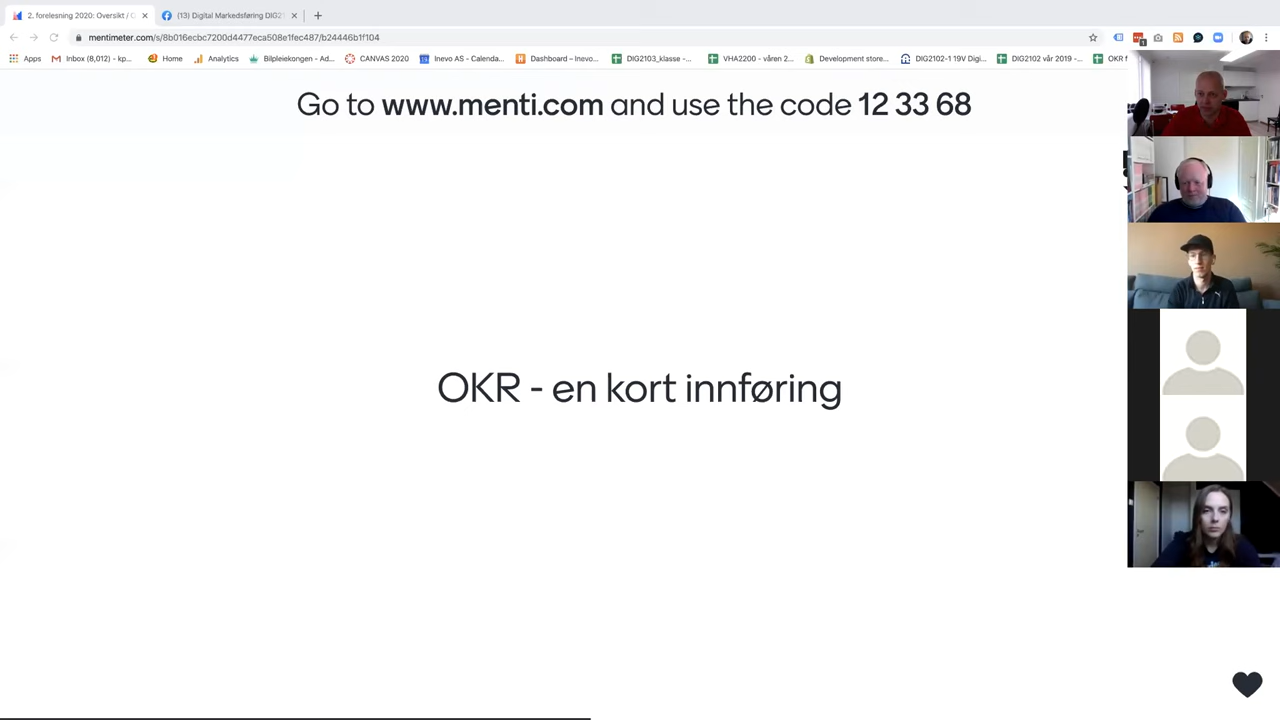 2. forelesning 2020: Oversikt / O
(13) Digital Markedsføring DIG21
mentimeter.com/s/8b016ecbc7200d4477eca508e1fec487/b24446b1f104
Apps
Inbox (8,012) - kp...
Home
Analytics
Bilpleiekongen - Ad...
CANVAS 2020
Inevo AS - Calenda...
Dashboard – Inevo...
DIG2103_klasse -...
VHA2200 - våren 2...
Development store...
DIG2102-1 19V Digi...
DIG2102 vår 2019 -...
OKR f
Go to www.menti.com and use the code 12 33 68
OKR - en kort innføring